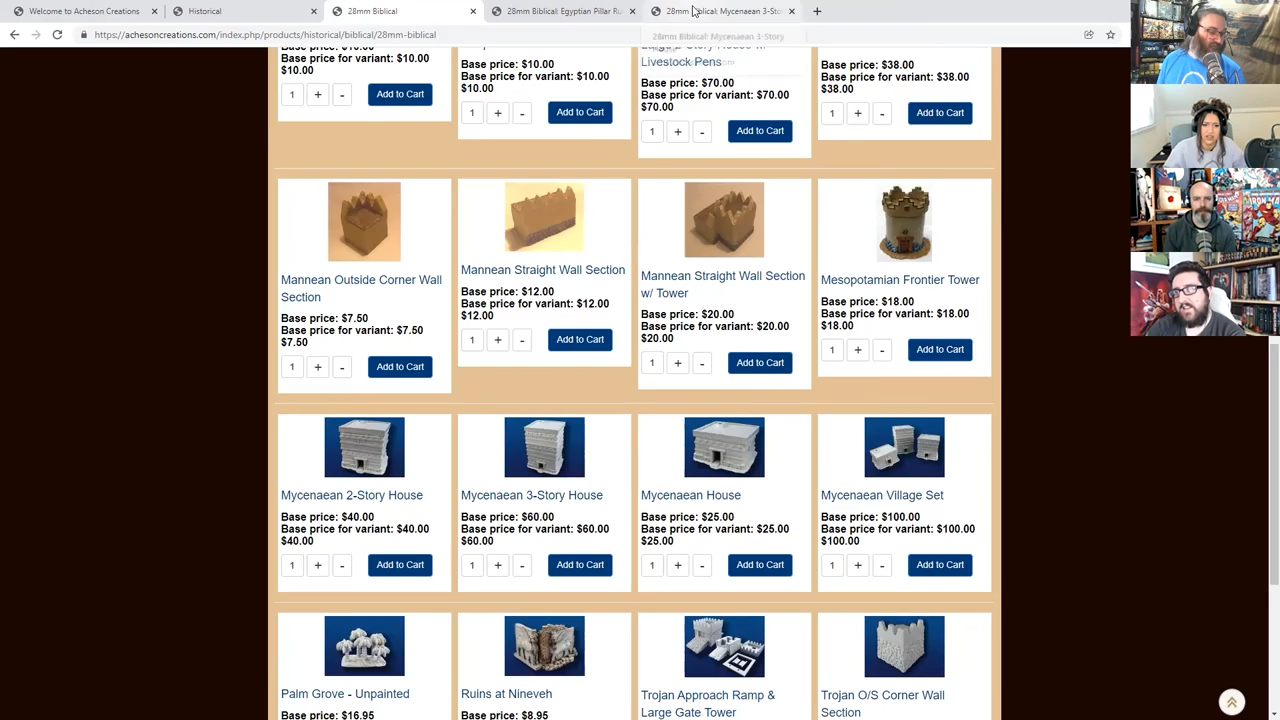 Welcome to Acheson Creations
Historical
28mm Biblical
28mm Biblical: Egyptian Pillar Ru
28mm Biblical: Mycenaean 3-Sto
https://achesoncreations.com/index.php/products/historical/biblical/28mm-biblical
28mm Biblical: Mycenaean 3-Story
Base price: $10.00
Base price for variant: $10.00
$10.00
1 + - Add to Cart
Base price: $10.00
Base price for variant: $10.00
$10.00
1 + - Add to Cart
Large 2-Story House w/
Livestock Pens
Base price: $70.00
Base price for variant: $70.00
$70.00
1 + - Add to Cart
Base price: $38.00
Base price for variant: $38.00
$38.00
1 + - Add to Cart
Mannean Outside Corner Wall
Section
Base price: $7.50
Base price for variant: $7.50
$7.50
1 + - Add to Cart
Mannean Straight Wall Section
Base price: $12.00
Base price for variant: $12.00
$12.00
1 + - Add to Cart
Mannean Straight Wall Section
w/ Tower
Base price: $20.00
Base price for variant: $20.00
$20.00
1 + - Add to Cart
Mesopotamian Frontier Tower
Base price: $18.00
Base price for variant: $18.00
$18.00
1 + - Add to Cart
Mycenaean 2-Story House
Base price: $40.00
Base price for variant: $40.00
$40.00
1 + - Add to Cart
Mycenaean 3-Story House
Base price: $60.00
Base price for variant: $60.00
$60.00
1 + - Add to Cart
Mycenaean House
Base price: $25.00
Base price for variant: $25.00
$25.00
1 + - Add to Cart
Mycenaean Village Set
Base price: $100.00
Base price for variant: $100.00
$100.00
1 + - Add to Cart
Palm Grove - Unpainted
Base price: $16.95
Ruins at Nineveh
Base price: $8.95
Trojan Approach Ramp &
Large Gate Tower
Trojan O/S Corner Wall
Section